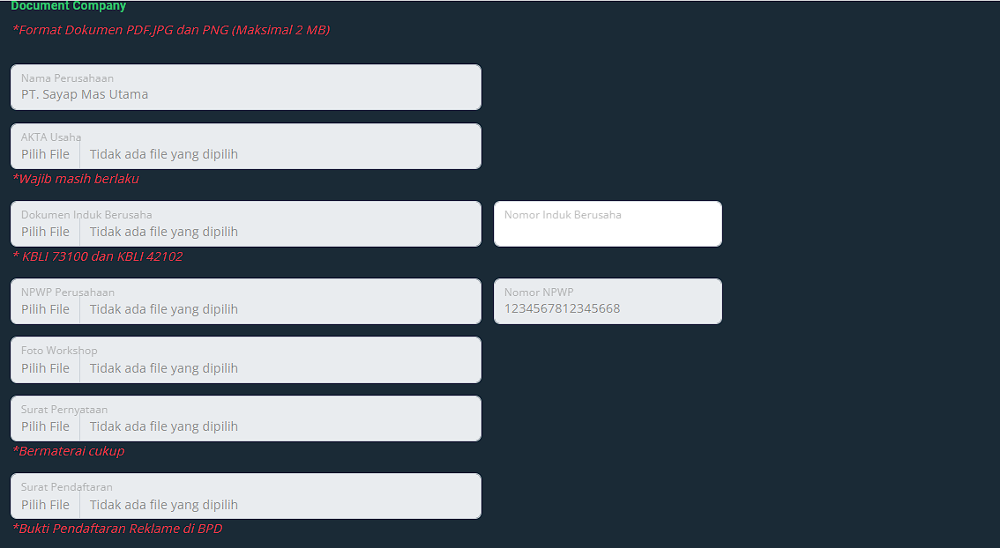 Document Company
*Format Dokumen PDF,JPG dan PNG (Maksimal 2 MB)
Nama Perusahaan
PT. Sayap Mas Utama
AKTA Usaha
Pilih File Tidak ada file yang dipilih
*Wajib masih berlaku
Dokumen Induk Berusaha
Pilih File Tidak ada file yang dipilih
Nomor Induk Berusaha
* KBLI 73100 dan KBLI 42102
NPWP Perusahaan
Pilih File Tidak ada file yang dipilih
Nomor NPWP
1234567812345668
Foto Workshop
Pilih File Tidak ada file yang dipilih
Surat Pernyataan
Pilih File Tidak ada file yang dipilih
*Bermaterai cukup
Surat Pendaftaran
Pilih File Tidak ada file yang dipilih
*Bukti Pendaftaran Reklame di BPD